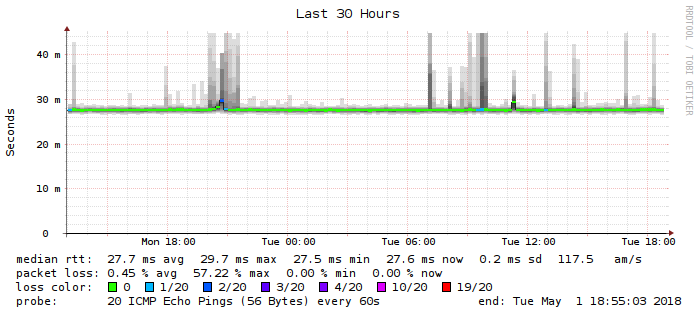 Last 30 Hours
RRDTOOL / TOBI OETIKER
Seconds
40 m
30 m
20 m
10 m
0
Mon 18:00 Tue 00:00 Tue 06:00 Tue 12:00 Tue 18:00
median rtt: 27.7 ms avg 29.7 ms max 27.5 ms min 27.6 ms now 0.2 ms sd 117.5 am/s
packet loss: 0.45 % avg 57.22 % max 0.00 % min 0.00 % now
loss color: 0 1/20 2/20 3/20 4/20 10/20 19/20
probe: 20 ICMP Echo Pings (56 Bytes) every 60s end: Tue May 1 18:55:03 2018